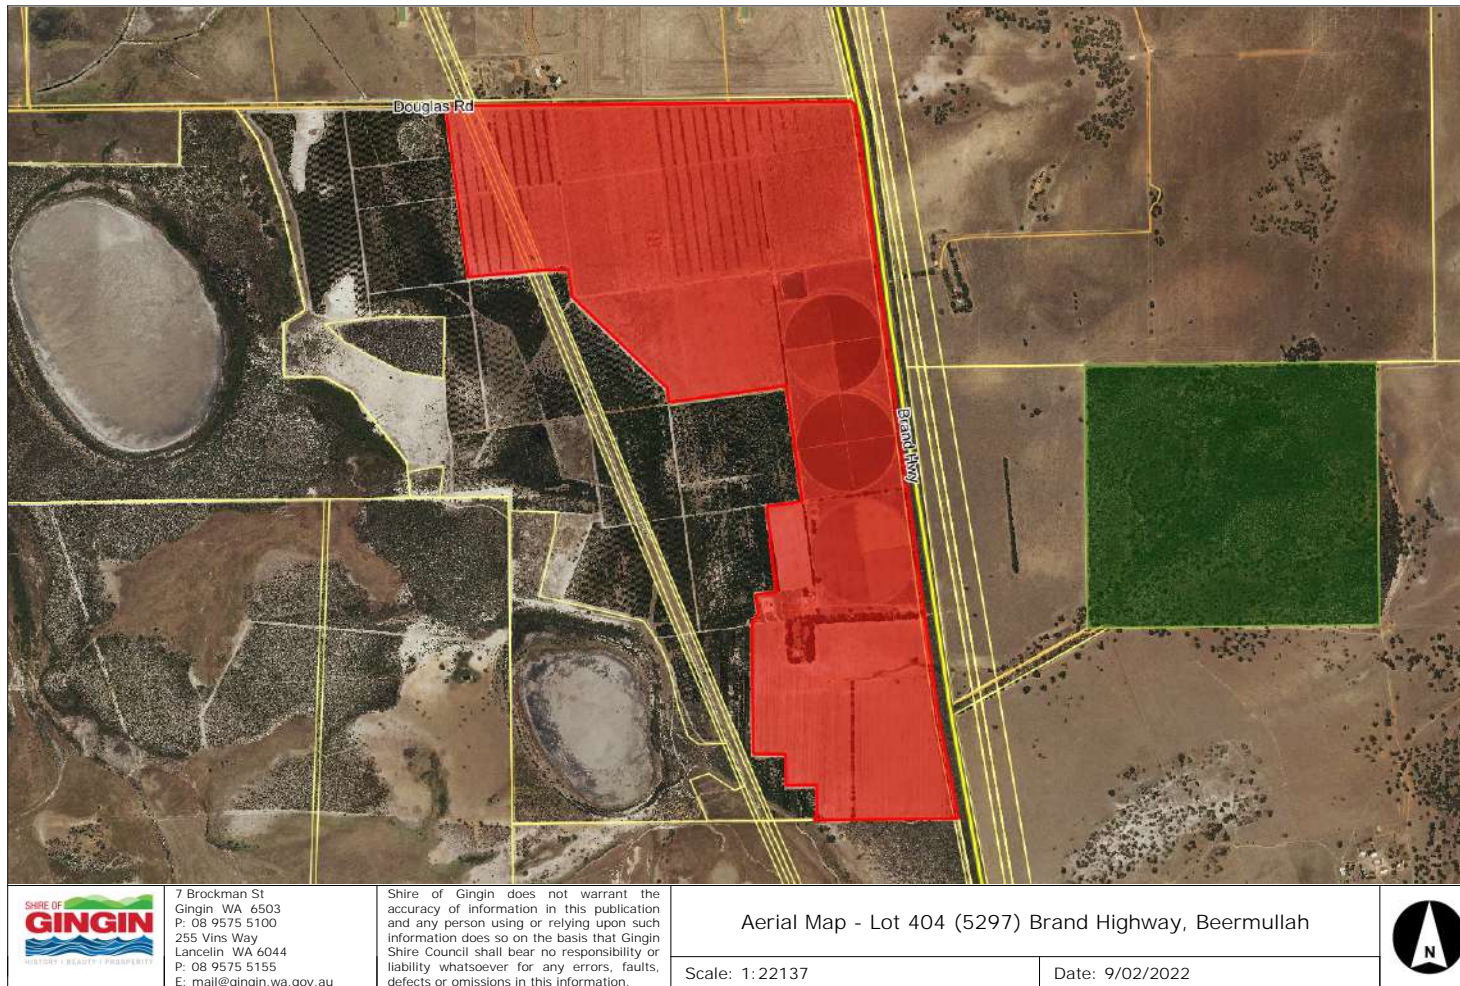 Douglas Rd
Brand Hwy
SHIRE OF
GINGIN
HISTORY | BEAUTY | PROSPERITY
7 Brockman St
Gingin WA 6503
P: 08 9575 5100
255 Vins Way
Lancelin WA 6044
P: 08 9575 5155
E: mail@gingin.wa.gov.au
Shire of Gingin does not warrant the
accuracy of information in this publication
and any person using or relying upon such
information does so on the basis that Gingin
Shire Council shall bear no responsibility or
liability whatsoever for any errors, faults,
defects or omissions in this information.
Aerial Map - Lot 404 (5297) Brand Highway, Beermullah
Scale: 1:22137
Date: 9/02/2022
N